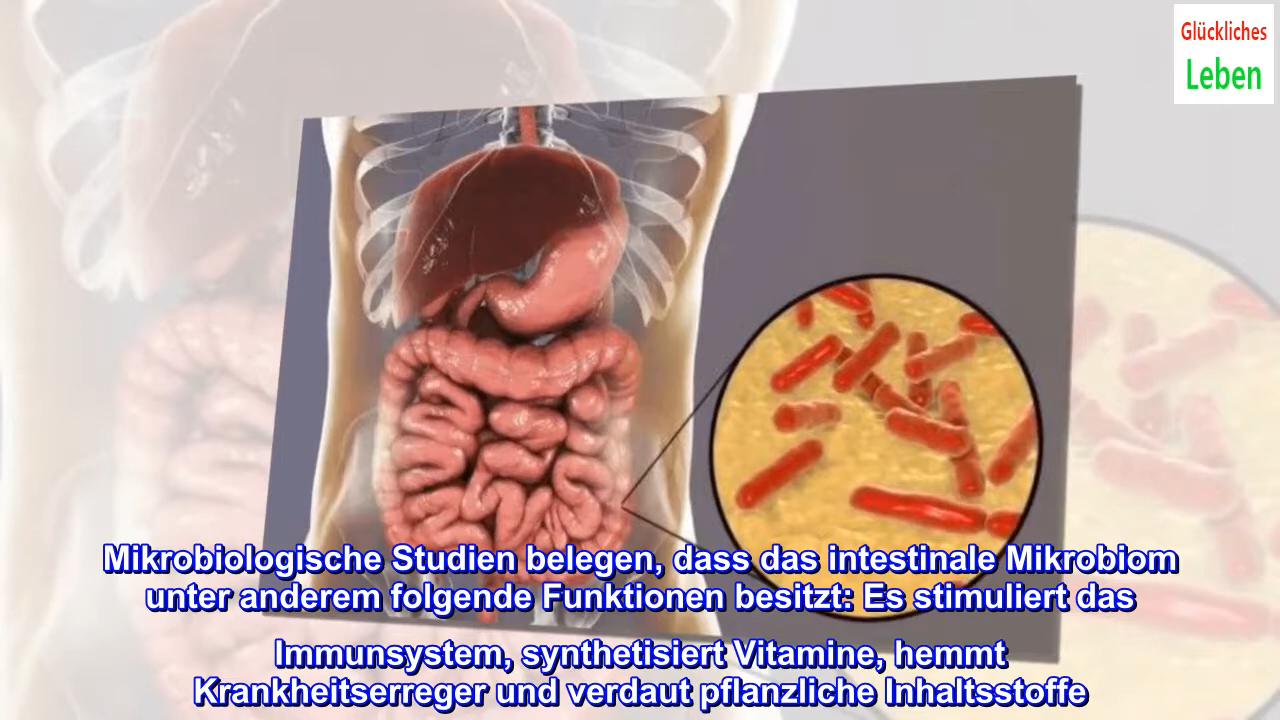 Glückliches
Leben
Mikrobiologische Studien belegen, dass das intestinale Mikrobiom
unter anderem folgende Funktionen besitzt: Es stimuliert das
Immunsystem, synthetisiert Vitamine, hemmt
Krankheitserreger und verdaut pflanzliche Inhaltsstoffe